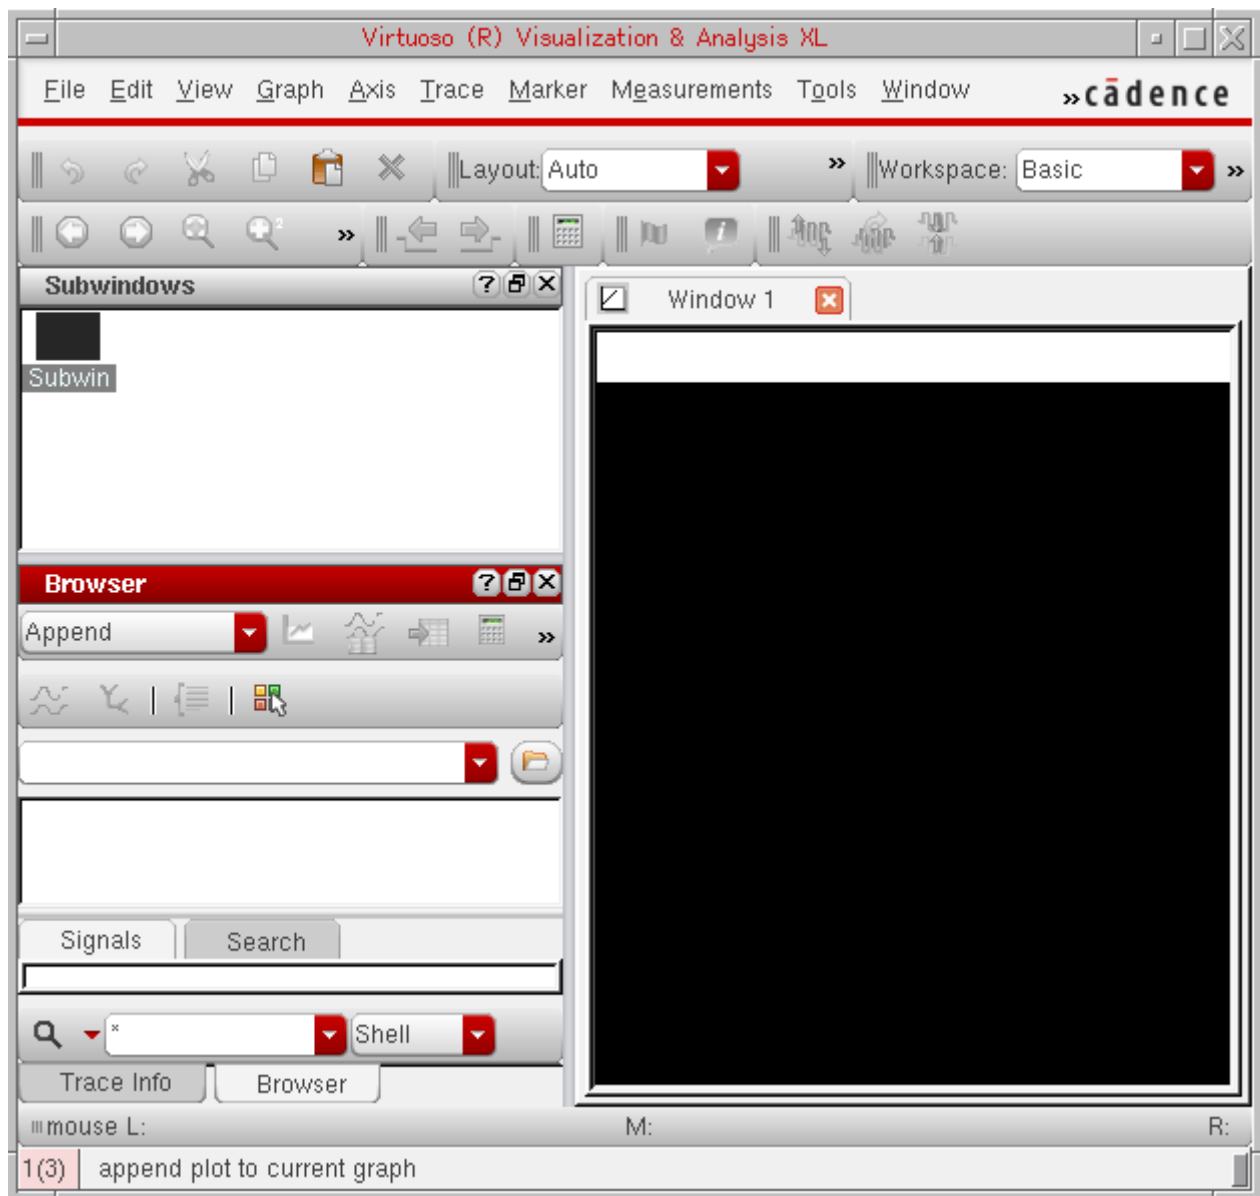 Virtuoso (R) Visualization & Analysis XL
File Edit View Graph Axis Trace Marker Measurements Tools Window »cādence
Layout: Auto » Workspace: Basic »
2 »
Subwindows
Window 1
Subwin
Browser
Append »
Signals Search
* Shell
Trace Info Browser
mouse L: M: R:
1(3) append plot to current graph